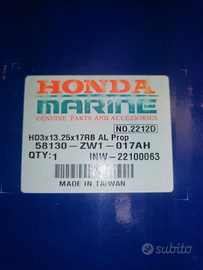 HONDA
MARINE
GENUINE PARTS AND ACCESSORIES
NO.2212D
HD3x13.25x17RB AL Prop
58130-ZW1-017AH
QTY:1 INW-22100063
MADE IN TAIWAN
subito